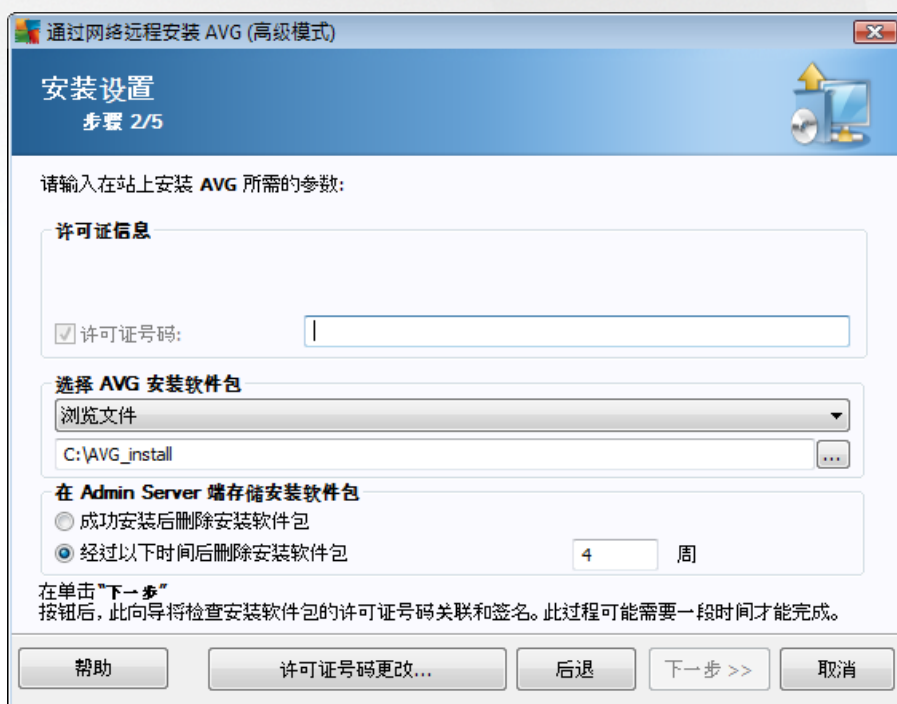 通过网络远程安装 AVG (高级模式)
安装设置
步骤 2/5
请输入在站上安装 AVG 所需的参数:
许可证信息
许可证号码:
选择 AVG 安装软件包
浏览文件
C:\AVG_install
...
在 Admin Server 端存储安装软件包
成功安装后删除安装软件包
经过以下时间后删除安装软件包 4 周
在单击"下一步"
按钮后，此向导将检查安装软件包的许可证号码关联和签名。此过程可能需要一段时间才能完成。
帮助 许可证号码更改... 后退 下一步 >> 取消